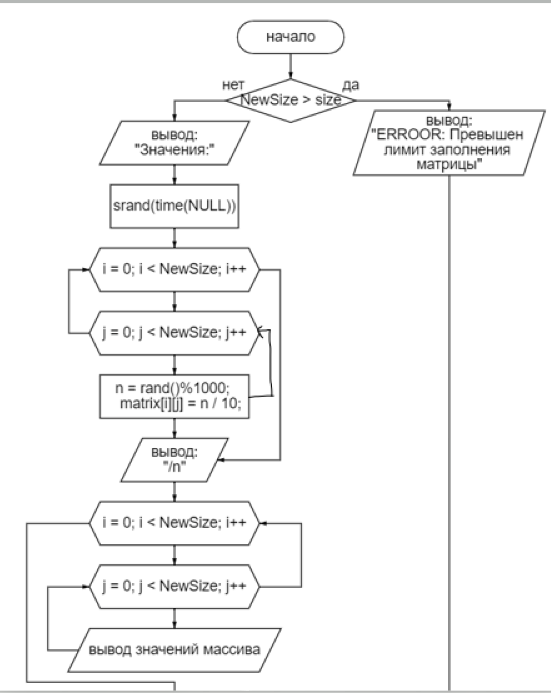 начало
нет
да
NewSize > size
вывод:
"Значения:"
вывод:
"ERROOR: Превышен
лимит заполнения
матрицы"
srand(time(NULL))
i = 0; i < NewSize; i++
j = 0; j < NewSize; j++
n = rand()%1000;
matrix[i][j] = n / 10;
вывод:
"/n"
i = 0; i < NewSize; i++
j = 0; j < NewSize; j++
вывод значений массива